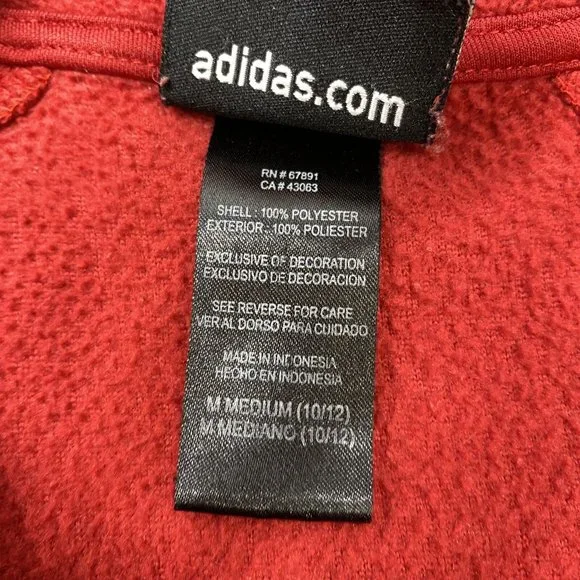 adidas.com
RN # 67891
CA # 43063
SHELL : 100% POLYESTER
EXTERIOR : 100% POLIESTER
EXCLUSIVE OF DECORATION
EXCLUSIVO DE DECORACIÓN
SEE REVERSE FOR CARE
VER AL DORSO PARA CUIDADO
MADE IN INDONESIA
HECHO EN INDONESIA
M MEDIUM (10/12)
M MEDIANO (10/12)